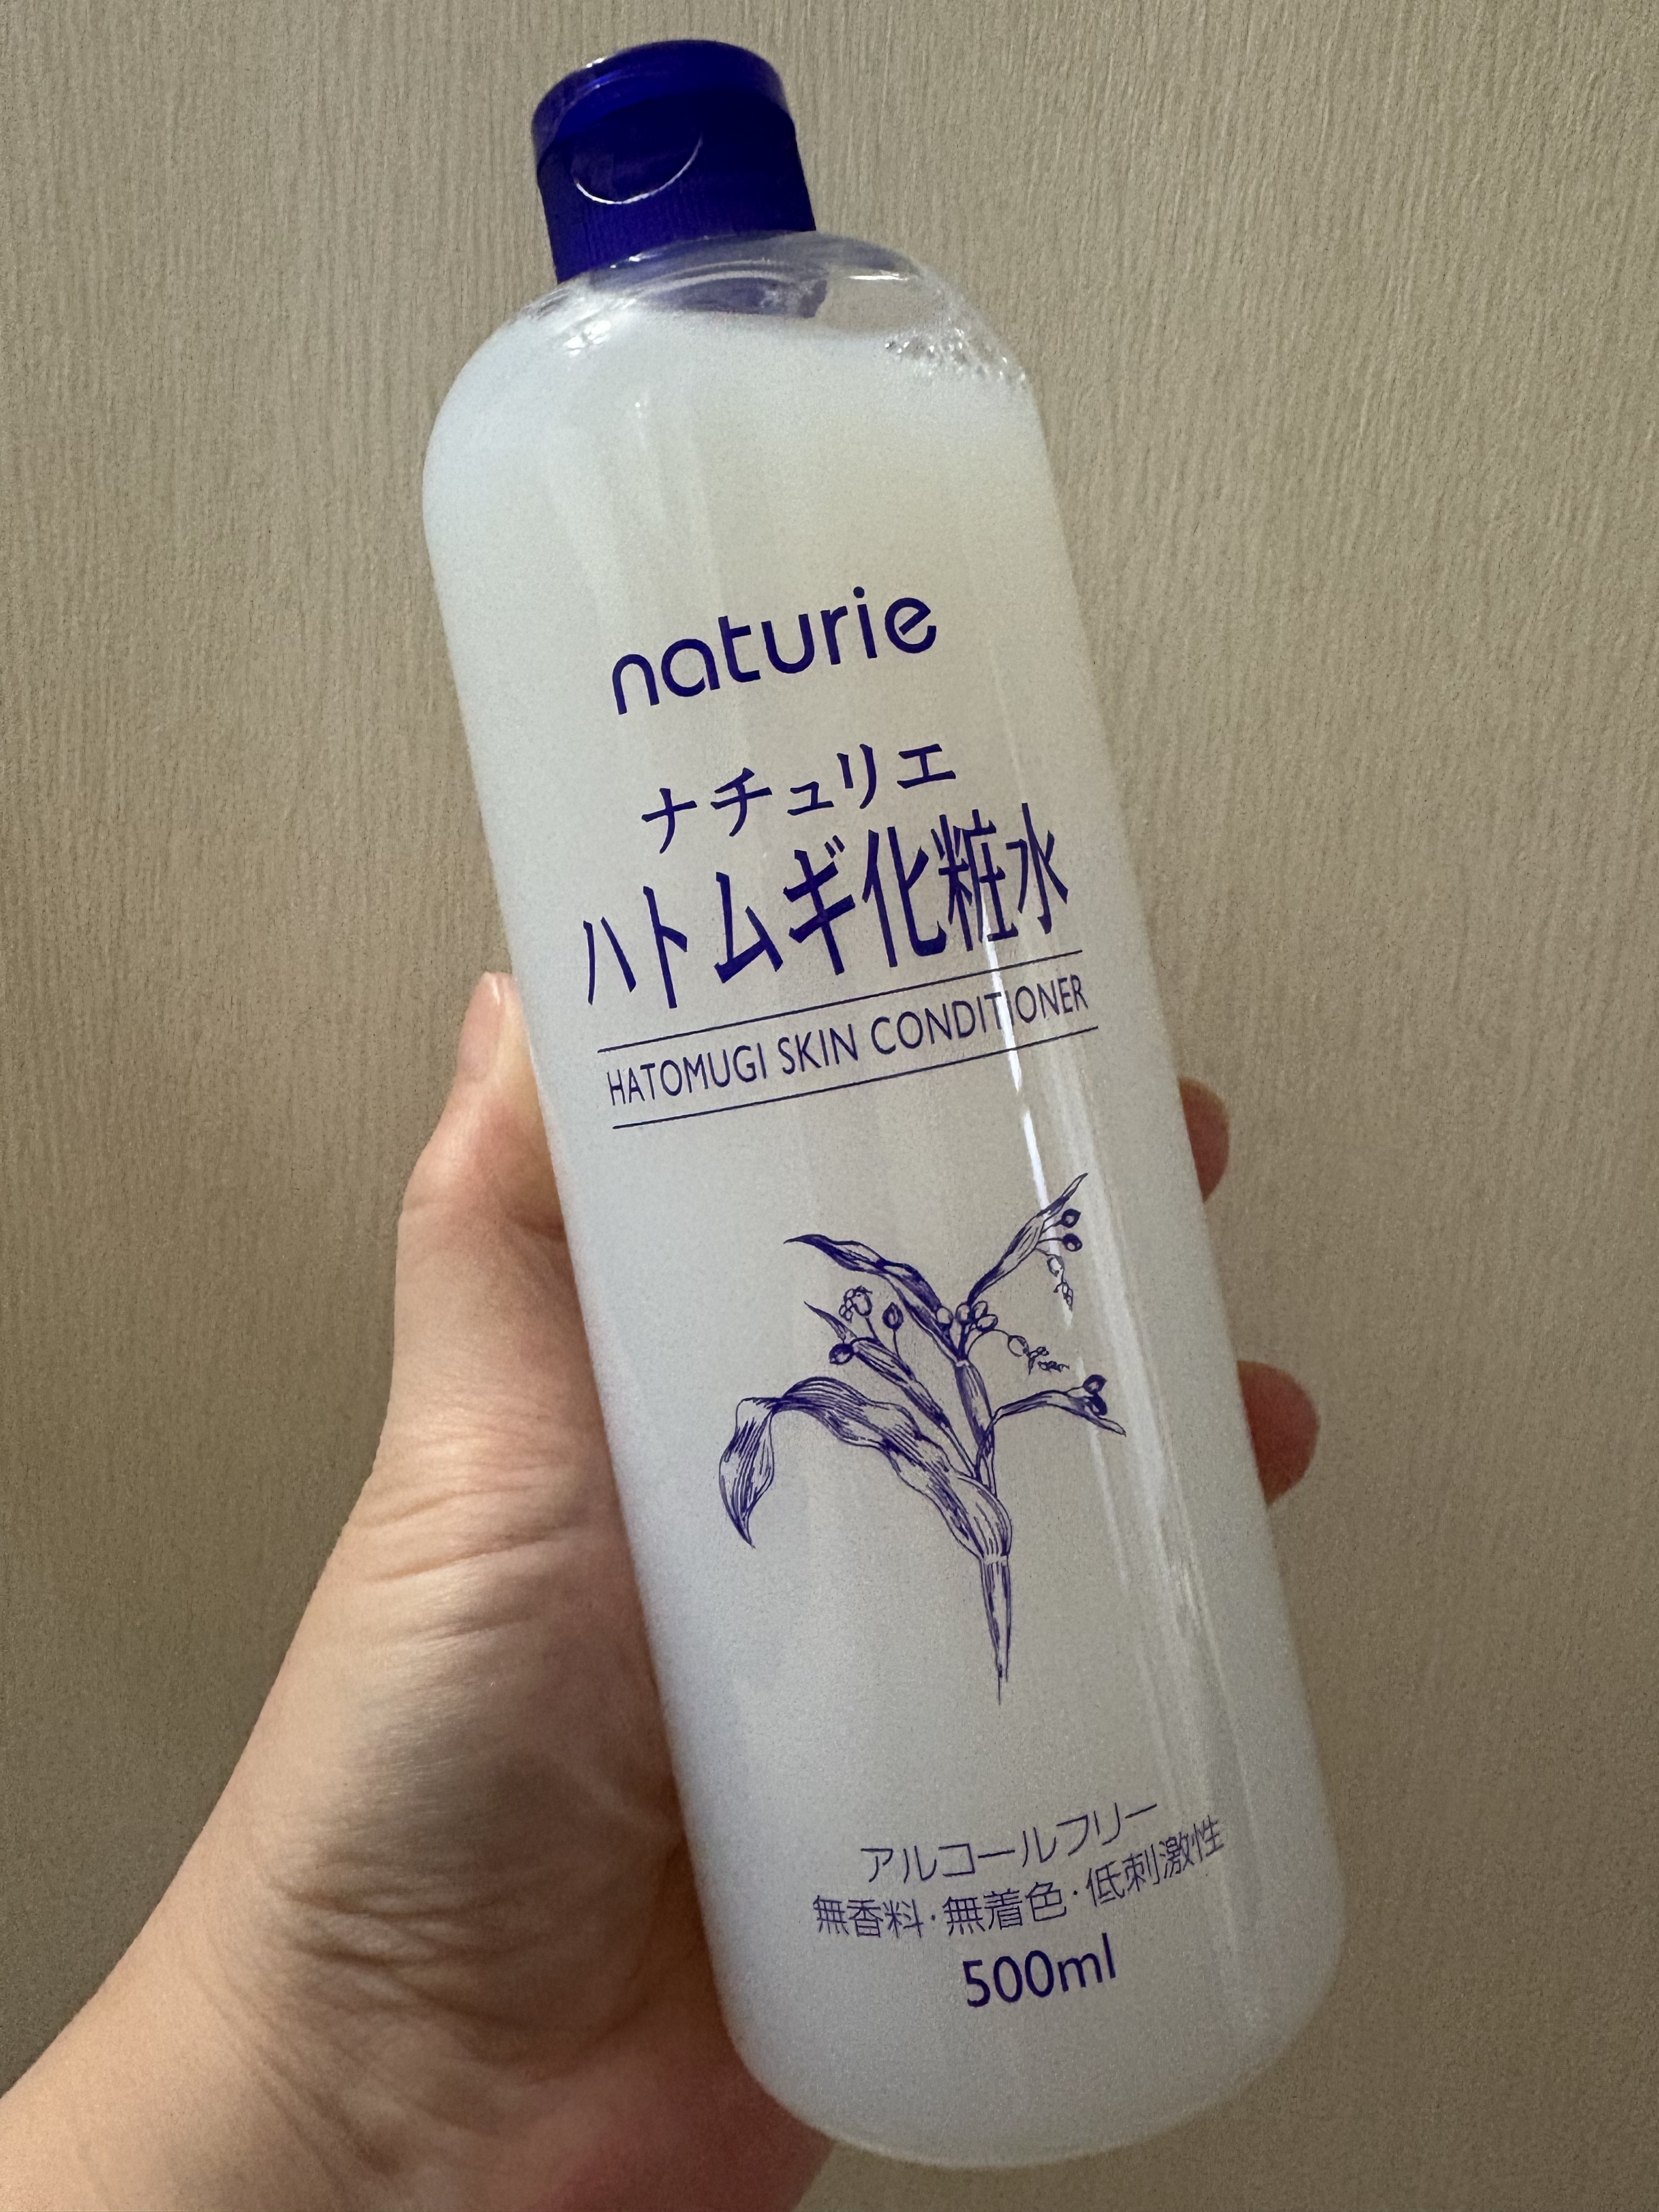 naturie
ナチュリエ
ハトムギ化粧水
HATOMUGI SKIN CONDITIONER
アルコールフリー
無香料・無着色・低刺激性
500ml